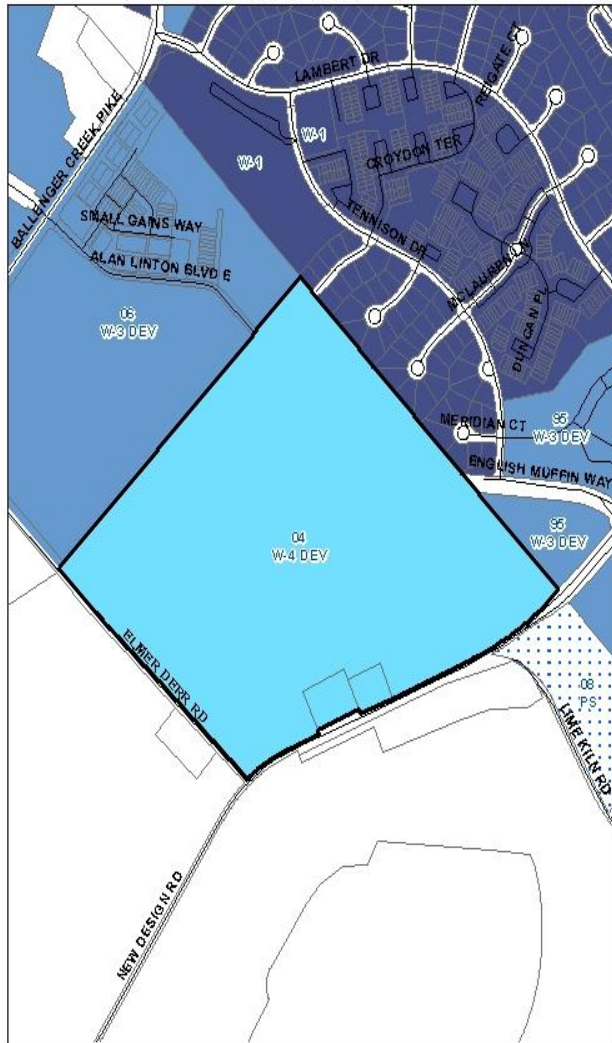 REIGATE CT
LAMBERT DR
BALLENGER CREEK PIKE
W-1
W-1
CROYDON TER
SMALL GAINS WAY
TENNISON DR
ALAN LINTON BLVD E
MCLAUREN LN
DUNCAN PL
06
W-3 DEV
MERIDIAN CT
95
W-3 DEV
ENGLISH MUFFIN WAY
95
W-3 DEV
04
W-4 DEV
ELMER DERR RD
08
PS
LIME KILN RD
NEW DESIGN RD